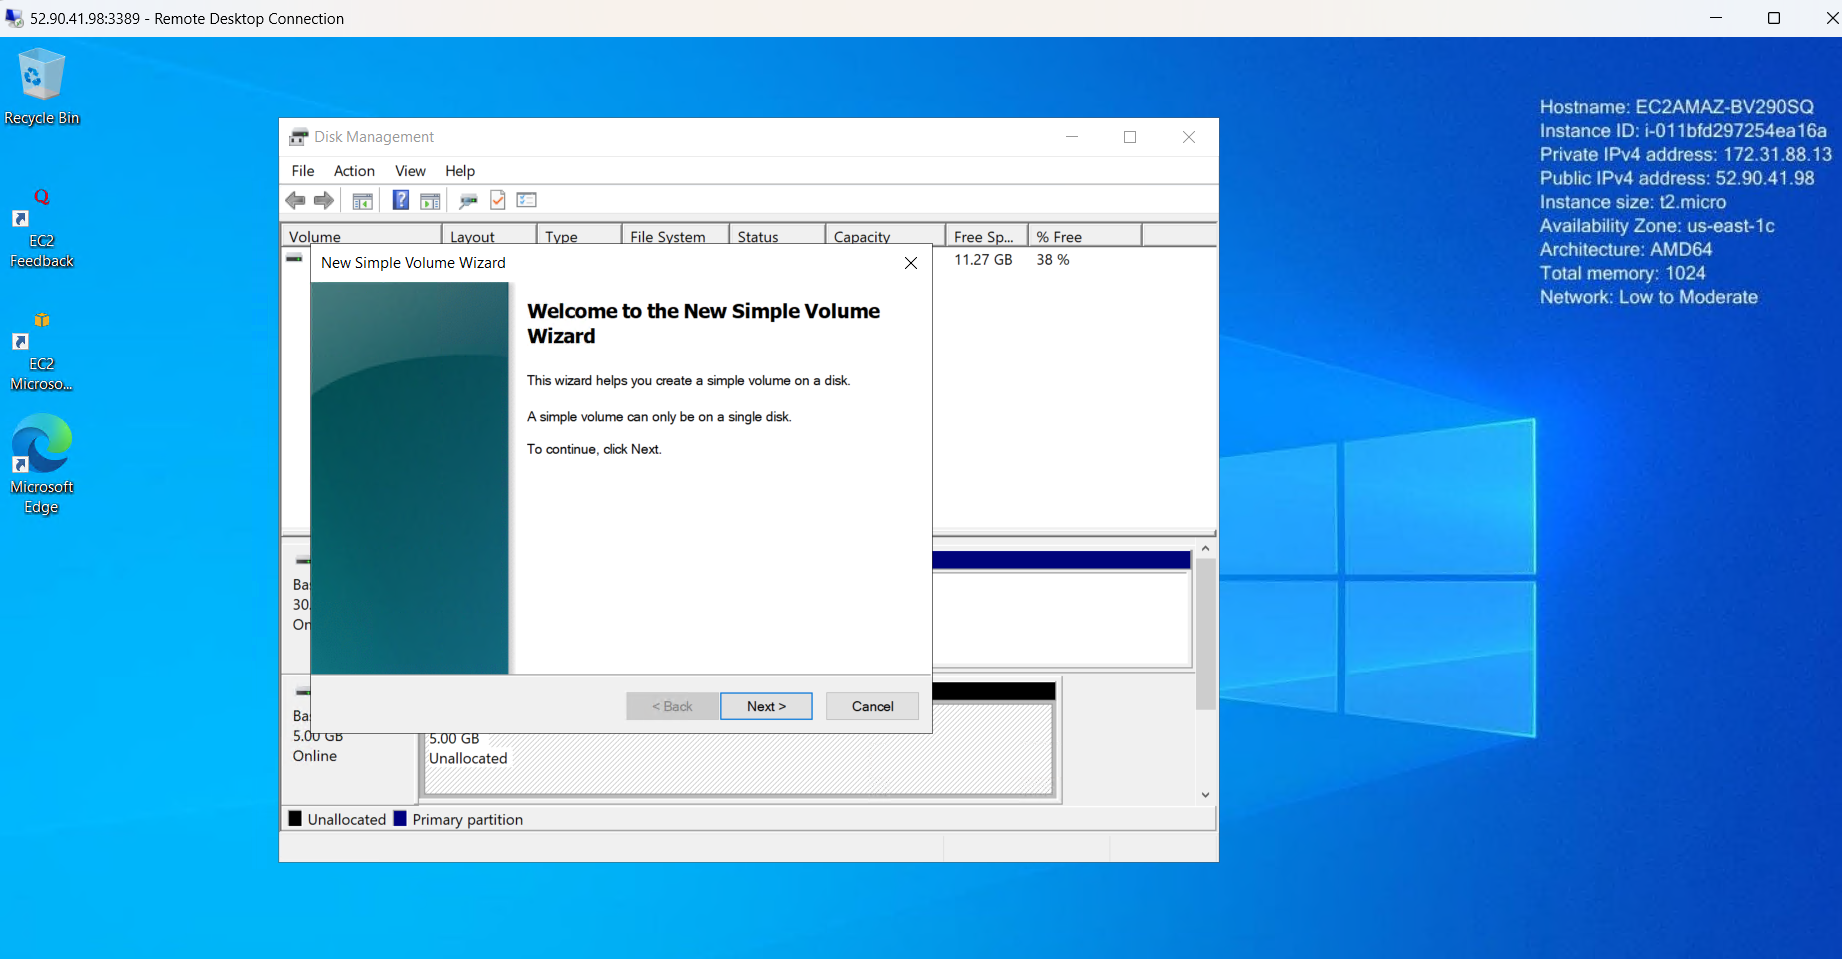 52.90.41.98:3389 - Remote Desktop Connection
Recycle Bin
EC2
Feedback
EC2
Microso...
Microsoft
Edge
Hostname: EC2AMAZ-BV290SQ
Instance ID: i-011bfd297254ea16a
Private IPv4 address: 172.31.88.13
Public IPv4 address: 52.90.41.98
Instance size: t2.micro
Availability Zone: us-east-1c
Architecture: AMD64
Total memory: 1024
Network: Low to Moderate
Disk Management
File Action View Help
Volume Layout Type File System Status Capacity Free Sp... % Free
11.27 GB 38 %
New Simple Volume Wizard
Welcome to the New Simple Volume
Wizard
This wizard helps you create a simple volume on a disk.
A simple volume can only be on a single disk.
To continue, click Next.
< Back Next > Cancel
Ba
30.
On
Ba
5.00 GB
Online
5.00 GB
Unallocated
Unallocated Primary partition